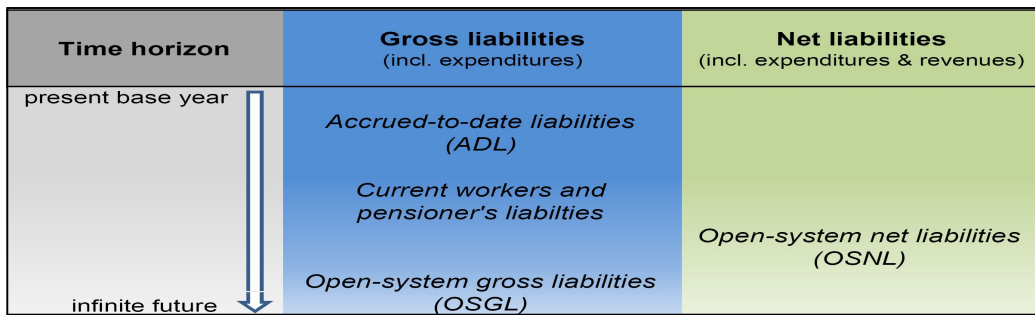 Time horizon
Gross liabilities
(incl. expenditures)
Net liabilities
(incl. expenditures & revenues)
present base year
Accrued-to-date liabilities
(ADL)
Current workers and
pensioner's liabilties
Open-system net liabilities
(OSNL)
Open-system gross liabilities
(OSGL)
infinite future